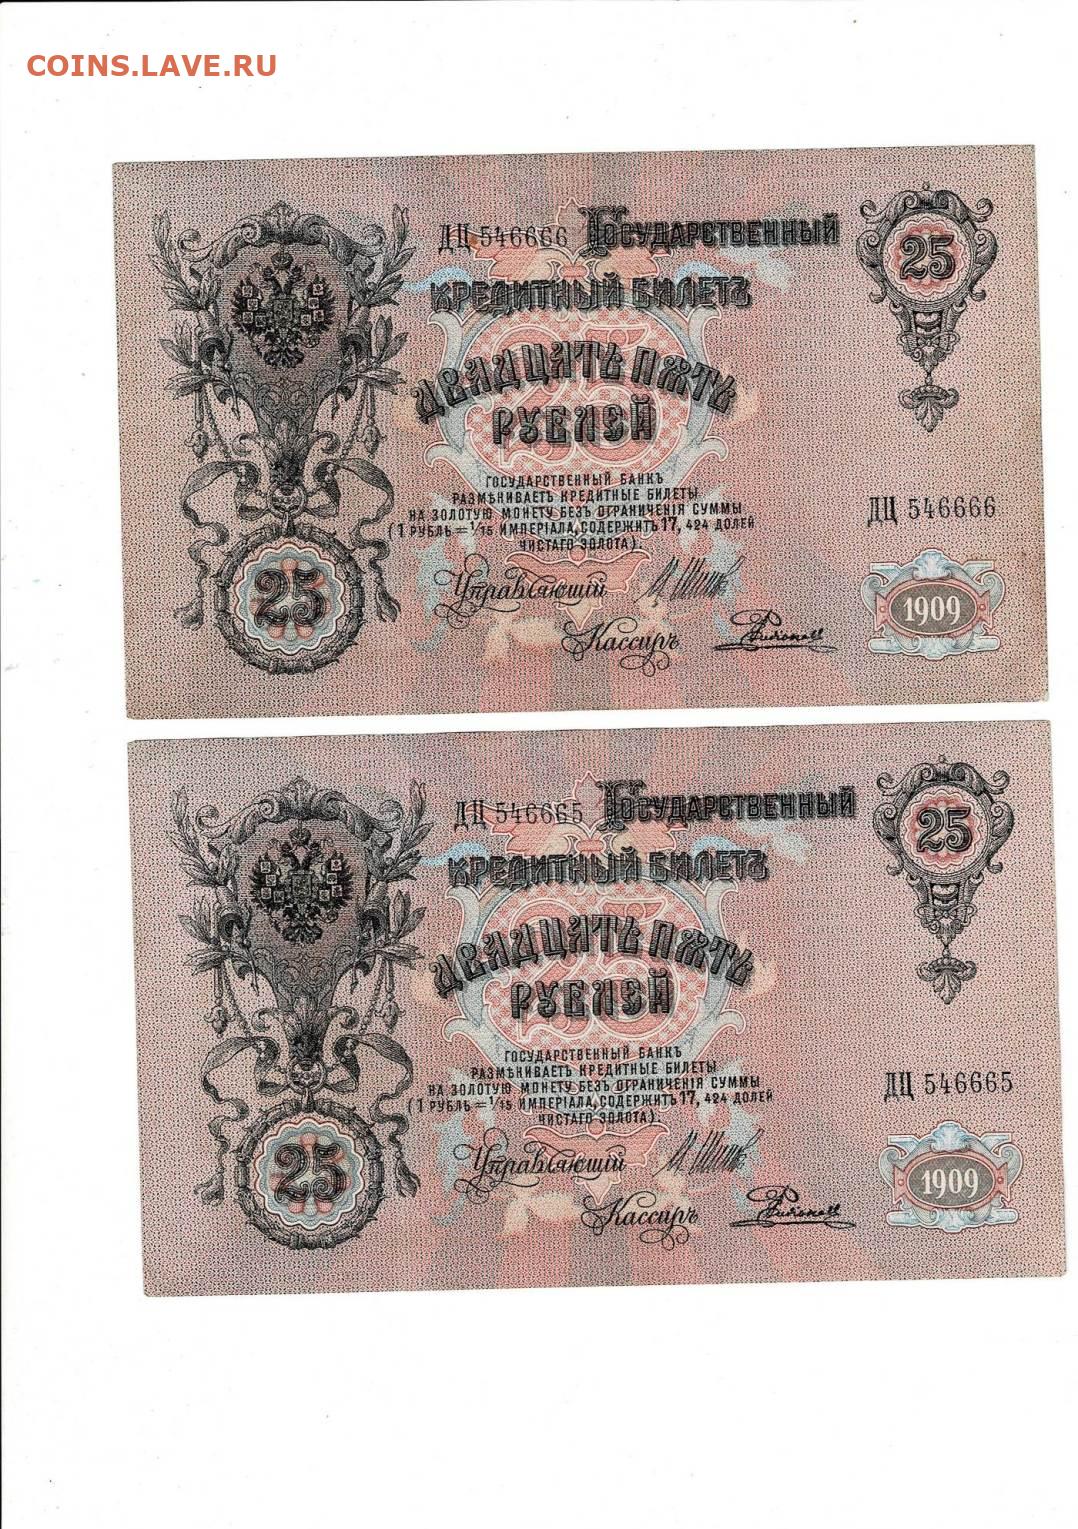 COINS.LAVE.RU
ДЦ 546666 Государственный
25
Кредитный Билетъ
Двадцать Пять
Рублей
ГОСУДАРСТВЕННЫЙ БАНКЪ
РАЗМѢНИВАЕТЪ КРЕДИТНЫЕ БИЛЕТЫ
НА ЗОЛОТУЮ МОНЕТУ БЕЗЪ ОГРАНИЧЕНІЯ СУММЫ
(1 РУБЛЬ = 1/15 ИМПЕРІАЛА, СОДЕРЖИТЪ 17, 424 ДОЛЕЙ
ЧИСТАГО ЗОЛОТА).
ДЦ 546666
25
Управляющій
1909
Кассиръ
ДЦ 546665 Государственный
25
Кредитный Билетъ
Двадцать Пять
Рублей
ГОСУДАРСТВЕННЫЙ БАНКЪ
РАЗМѢНИВАЕТЪ КРЕДИТНЫЕ БИЛЕТЫ
НА ЗОЛОТУЮ МОНЕТУ БЕЗЪ ОГРАНИЧЕНІЯ СУММЫ
(1 РУБЛЬ = 1/15 ИМПЕРІАЛА, СОДЕРЖИТЪ 17, 424 ДОЛЕЙ
ЧИСТАГО ЗОЛОТА).
ДЦ 546665
25
Управляющій
1909
Кассиръ